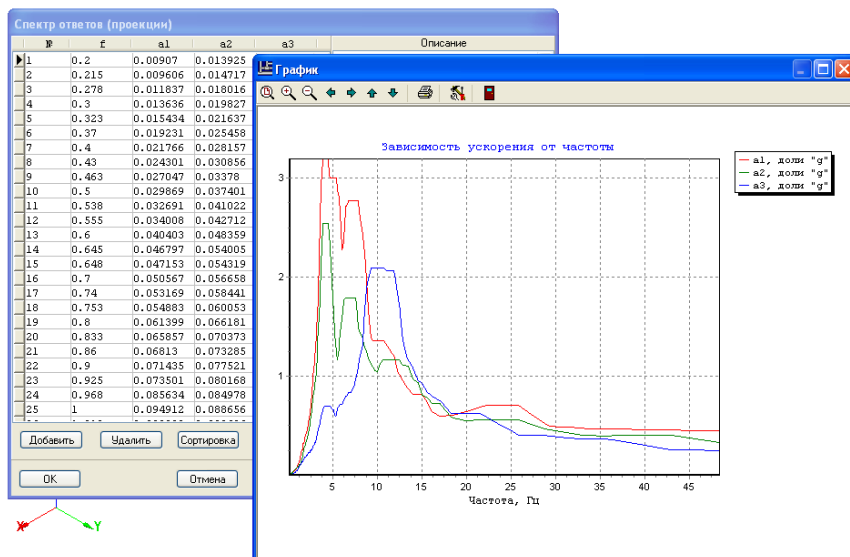 Спектр ответов (проекции)
№ f a1 a2 a3 Описание
1 0.2 0.00907 0.013925
2 0.215 0.009606 0.014717
3 0.278 0.011837 0.018016
4 0.3 0.013636 0.019827
5 0.323 0.015434 0.021637
6 0.37 0.019231 0.025458
7 0.4 0.021766 0.028157
8 0.43 0.024301 0.030856
9 0.463 0.027047 0.03378
10 0.5 0.029869 0.037401
11 0.538 0.032691 0.041022
12 0.555 0.034008 0.042712
13 0.6 0.040403 0.048359
14 0.645 0.046797 0.054005
15 0.648 0.047153 0.054319
16 0.7 0.050567 0.056658
17 0.74 0.053169 0.058441
18 0.753 0.054883 0.060053
19 0.8 0.061399 0.066181
20 0.833 0.065857 0.070373
21 0.86 0.06813 0.073285
22 0.9 0.071435 0.077521
23 0.925 0.073501 0.080168
24 0.968 0.085634 0.084978
25 1 0.094912 0.088656
Добавить Удалить Сортировка
OK Отмена
X Y
График
Зависимость ускорения от частоты
a1, доли "g"
a2, доли "g"
a3, доли "g"
3
2
1
5 10 15 20 25 30 35 40 45
Частота, Гц